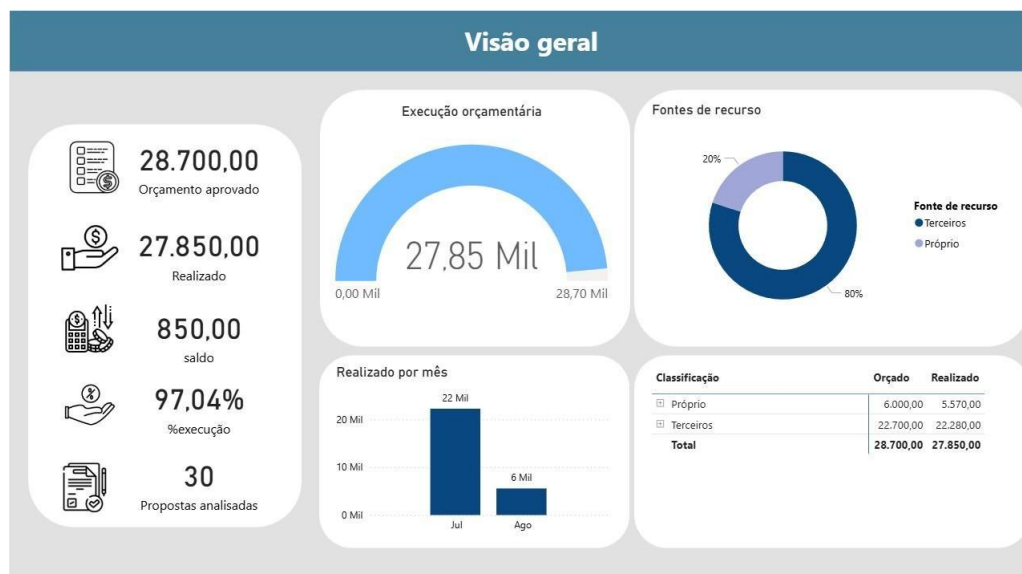 Visão geral
28.700,00
Orçamento aprovado
27.850,00
Realizado
850,00
saldo
97,04%
%execução
30
Propostas analisadas
Execução orçamentária
27,85 Mil
0,00 Mil
28,70 Mil
Fontes de recurso
20%
80%
Fonte de recurso
Terceiros
Próprio
Realizado por mês
22 Mil
20 Mil
10 Mil
6 Mil
0 Mil
Jul Ago
Classificação Orçado Realizado
Próprio 6.000,00 5.570,00
Terceiros 22.700,00 22.280,00
Total 28.700,00 27.850,00